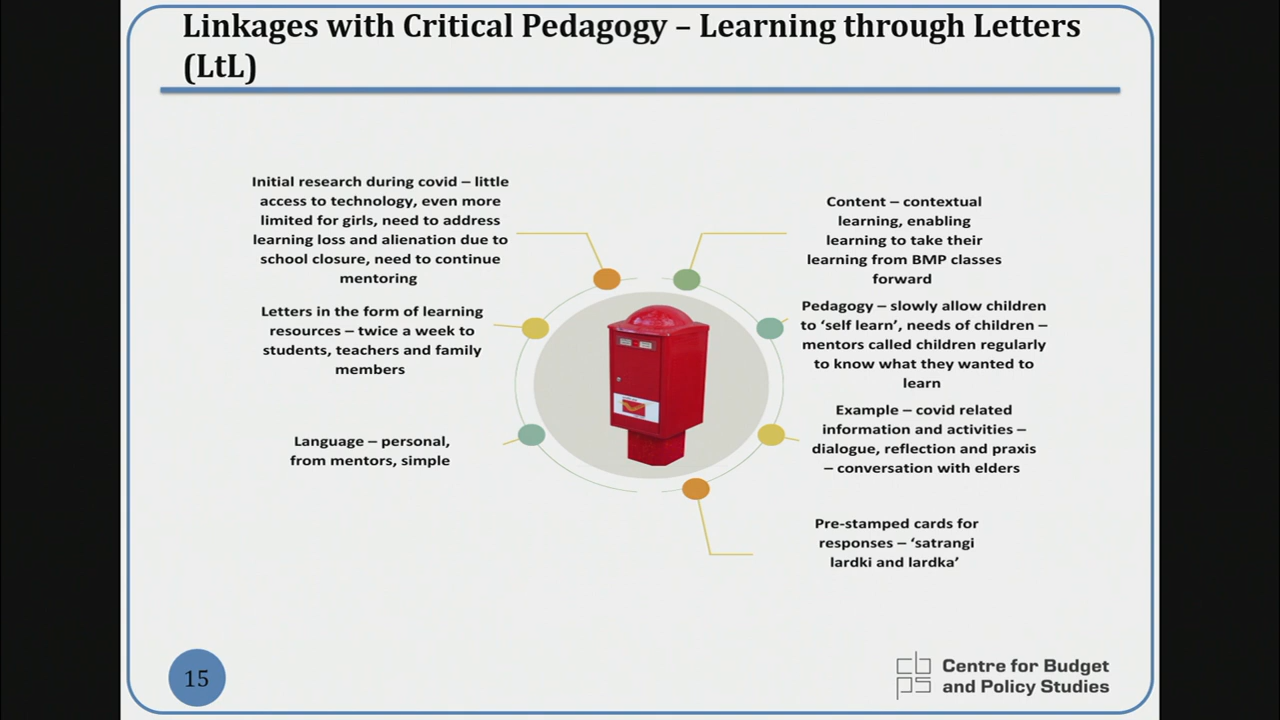 Linkages with Critical Pedagogy – Learning through Letters
(LtL)
Initial research during covid – little
access to technology, even more
limited for girls, need to address
learning loss and alienation due to
school closure, need to continue
mentoring
Letters in the form of learning
resources – twice a week to
students, teachers and family
members
Language – personal,
from mentors, simple
Content – contextual
learning, enabling
learning to take their
learning from BMP classes
forward
Pedagogy – slowly allow children
to ‘self learn’, needs of children –
mentors called children regularly
to know what they wanted to
learn
Example – covid related
information and activities –
dialogue, reflection and praxis
– conversation with elders
Pre-stamped cards for
responses – ‘satrangi
lardki and lardka’
15
cb
ps
Centre for Budget
and Policy Studies